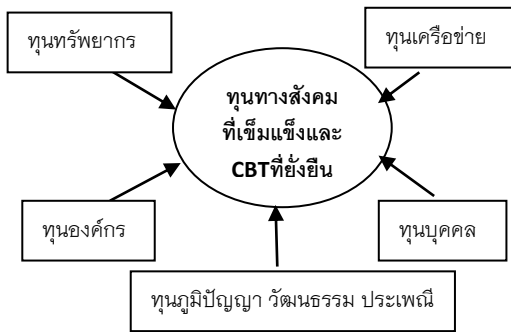 ทุนทรัพยากร
ทุนเครือข่าย
ทุนทางสังคม
ที่เข็มแข็งและ
CBTที่ยั่งยืน
ทุนองค์กร
ทุนบุคคล
ทุนภูมิปัญญา วัฒนธรรม ประเพณี